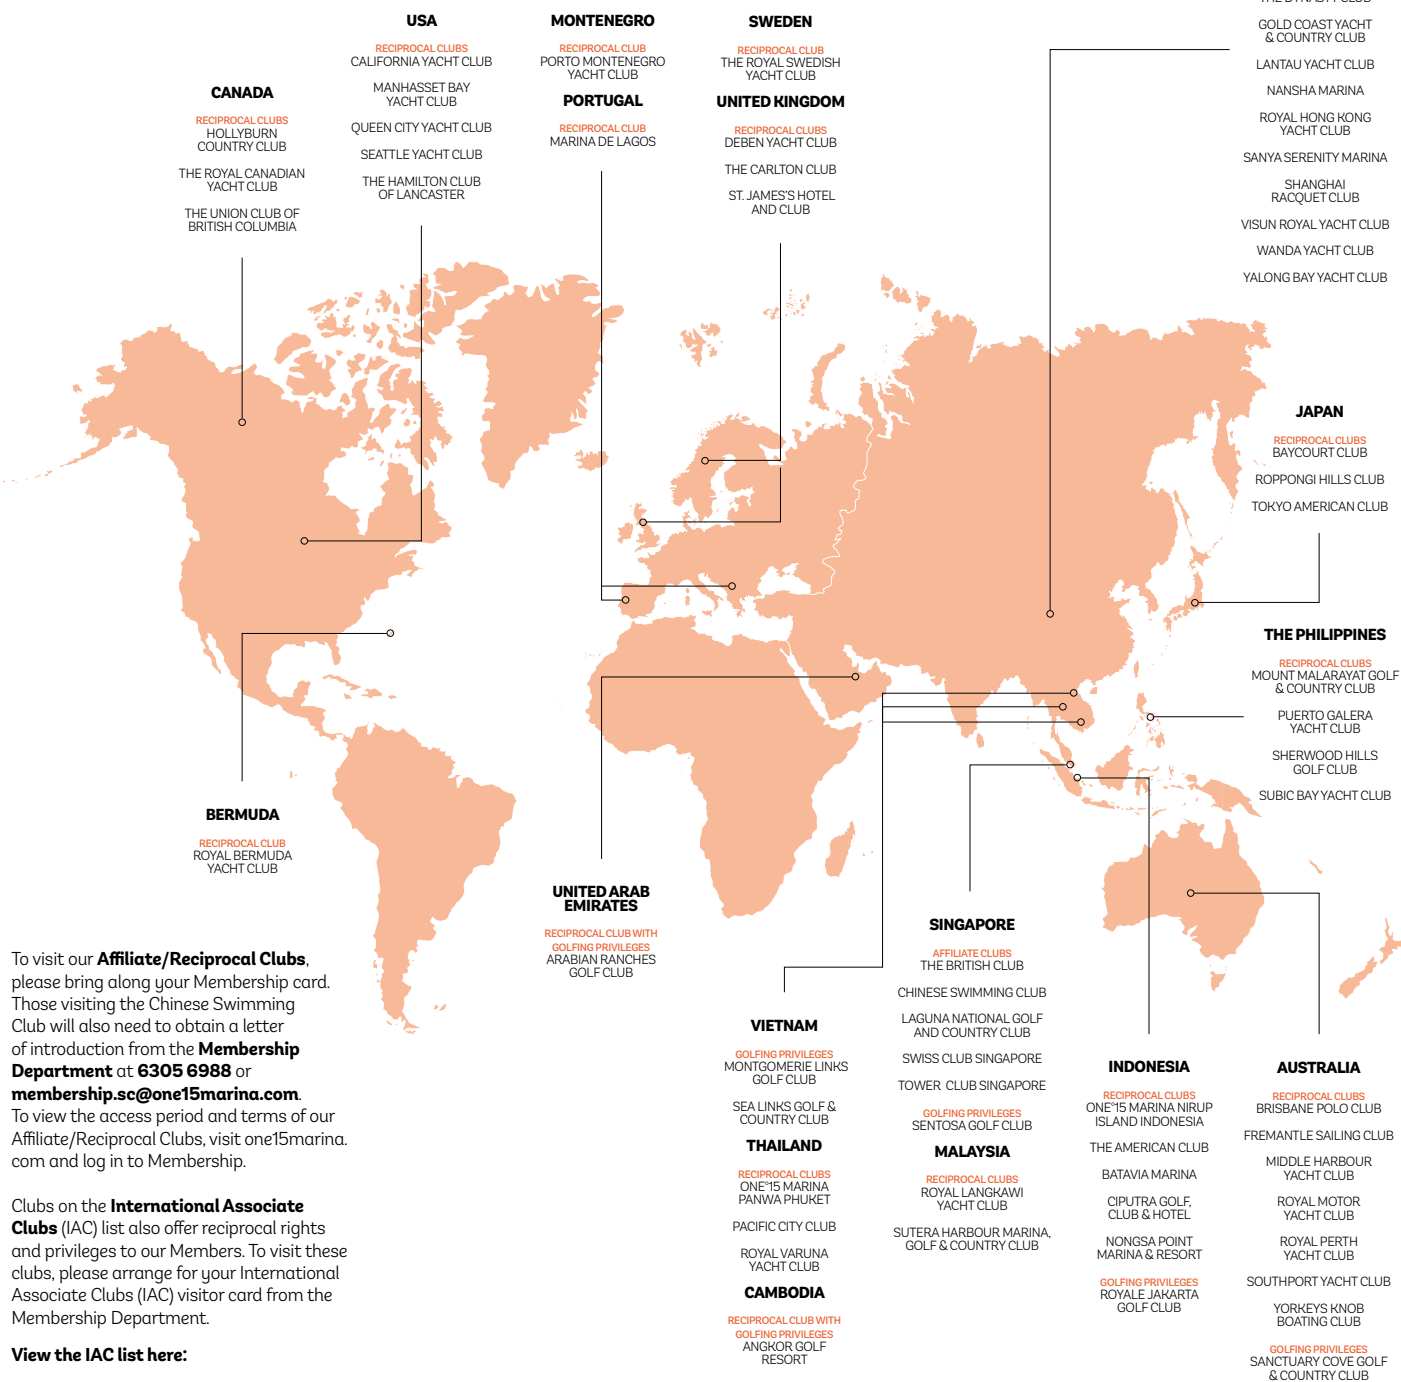 CANADA
RECIPROCAL CLUBS
HOLLYBURN
COUNTRY CLUB
THE ROYAL CANADIAN
YACHT CLUB
THE UNION CLUB OF
BRITISH COLUMBIA
USA
RECIPROCAL CLUBS
CALIFORNIA YACHT CLUB
MANHASSET BAY
YACHT CLUB
QUEEN CITY YACHT CLUB
SEATTLE YACHT CLUB
THE HAMILTON CLUB
OF LANCASTER
MONTENEGRO
RECIPROCAL CLUB
PORTO MONTENEGRO
YACHT CLUB
PORTUGAL
RECIPROCAL CLUB
MARINA DE LAGOS
SWEDEN
RECIPROCAL CLUB
THE ROYAL SWEDISH
YACHT CLUB
UNITED KINGDOM
RECIPROCAL CLUBS
DEBEN YACHT CLUB
THE CARLTON CLUB
ST. JAMES'S HOTEL
AND CLUB
THE DYNASTY CLUB
GOLD COAST YACHT
& COUNTRY CLUB
LANTAU YACHT CLUB
NANSHA MARINA
ROYAL HONG KONG
YACHT CLUB
SANYA SERENITY MARINA
SHANGHAI
RACQUET CLUB
VISUN ROYAL YACHT CLUB
WANDA YACHT CLUB
YALONG BAY YACHT CLUB
JAPAN
RECIPROCAL CLUBS
BAYCOURT CLUB
ROPPONGI HILLS CLUB
TOKYO AMERICAN CLUB
THE PHILIPPINES
RECIPROCAL CLUBS
MOUNT MALARAYAT GOLF
& COUNTRY CLUB
PUERTO GALERA
YACHT CLUB
SHERWOOD HILLS
GOLF CLUB
SUBIC BAY YACHT CLUB
BERMUDA
RECIPROCAL CLUB
ROYAL BERMUDA
YACHT CLUB
UNITED ARAB
EMIRATES
RECIPROCAL CLUB WITH
GOLFING PRIVILEGES
ARABIAN RANCHES
GOLF CLUB
VIETNAM
GOLFING PRIVILEGES
MONTGOMERIE LINKS
GOLF CLUB
SEA LINKS GOLF &
COUNTRY CLUB
THAILAND
RECIPROCAL CLUBS
ONE°15 MARINA
PANWA PHUKET
PACIFIC CITY CLUB
ROYAL VARUNA
YACHT CLUB
CAMBODIA
RECIPROCAL CLUB WITH
GOLFING PRIVILEGES
ANGKOR GOLF
RESORT
SINGAPORE
AFFILIATE CLUBS
THE BRITISH CLUB
CHINESE SWIMMING CLUB
LAGUNA NATIONAL GOLF
AND COUNTRY CLUB
SWISS CLUB SINGAPORE
TOWER CLUB SINGAPORE
GOLFING PRIVILEGES
SENTOSA GOLF CLUB
MALAYSIA
RECIPROCAL CLUBS
ROYAL LANGKAWI
YACHT CLUB
SUTERA HARBOUR MARINA,
GOLF & COUNTRY CLUB
INDONESIA
RECIPROCAL CLUBS
ONE°15 MARINA NIRUP
ISLAND INDONESIA
THE AMERICAN CLUB
BATAVIA MARINA
CIPUTRA GOLF,
CLUB & HOTEL
NONGSA POINT
MARINA & RESORT
GOLFING PRIVILEGES
ROYALE JAKARTA
GOLF CLUB
AUSTRALIA
RECIPROCAL CLUBS
BRISBANE POLO CLUB
FREMANTLE SAILING CLUB
MIDDLE HARBOUR
YACHT CLUB
ROYAL MOTOR
YACHT CLUB
ROYAL PERTH
YACHT CLUB
SOUTHPORT YACHT CLUB
YORKEYS KNOB
BOATING CLUB
GOLFING PRIVILEGES
SANCTUARY COVE GOLF
& COUNTRY CLUB
To visit our Affiliate/Reciprocal Clubs,
please bring along your Membership card.
Those visiting the Chinese Swimming
Club will also need to obtain a letter
of introduction from the Membership
Department at 6305 6988 or
membership.sc@one15marina.com.
To view the access period and terms of our
Affiliate/Reciprocal Clubs, visit one15marina.
com and log in to Membership.
Clubs on the International Associate
Clubs (IAC) list also offer reciprocal rights
and privileges to our Members. To visit these
clubs, please arrange for your International
Associate Clubs (IAC) visitor card from the
Membership Department.
View the IAC list here: